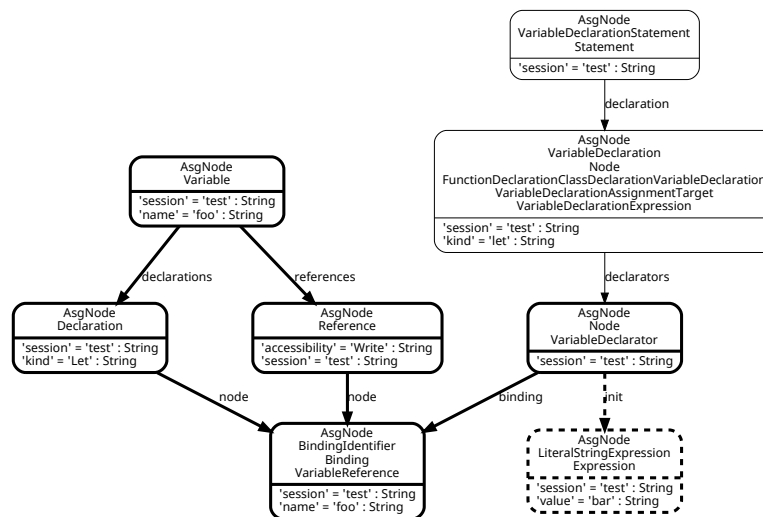 AsgNode
VariableDeclarationStatement
Statement
'session' = 'test' : String
declaration
AsgNode
VariableDeclaration
Node
FunctionDeclarationClassDeclarationVariableDeclaration
VariableDeclarationAssignmentTarget
VariableDeclarationExpression
'session' = 'test' : String
'kind' = 'let' : String
AsgNode
Variable
'session' = 'test' : String
'name' = 'foo' : String
declarations
references
declarators
AsgNode
Declaration
'session' = 'test' : String
'kind' = 'Let' : String
AsgNode
Reference
'accessibility' = 'Write' : String
'session' = 'test' : String
AsgNode
Node
VariableDeclarator
'session' = 'test' : String
node
node
binding
init
AsgNode
BindingIdentifier
Binding
VariableReference
'session' = 'test' : String
'name' = 'foo' : String
AsgNode
LiteralStringExpression
Expression
'session' = 'test' : String
'value' = 'bar' : String